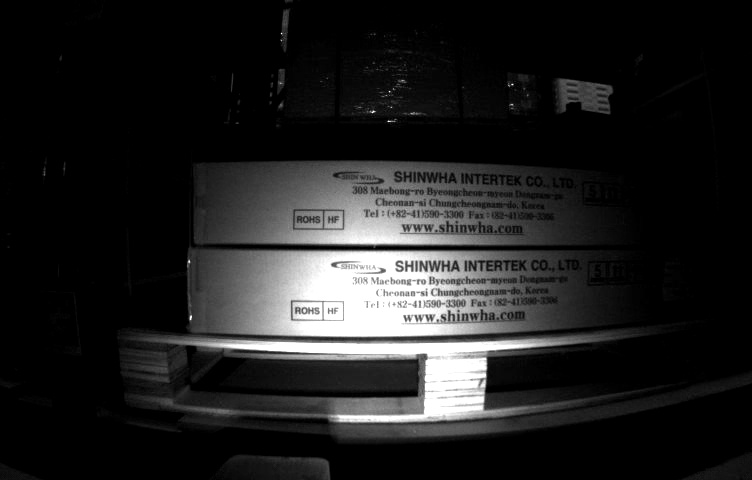 SHINWHA SHINWHA INTERTEK CO., LTD.
308 Maebong-ro Byeongcheon-myeon Dongnam-gu
Cheonan-si Chungcheongnam-do, Korea
Tel : (+82-41)590-3300 Fax : (82-41)590-3306
ROHS HF
www.shinwha.com
SHINWHA SHINWHA INTERTEK CO., LTD.
308 Maebong-ro Byeongcheon-myeon Dongnam-gu
Cheonan-si Chungcheongnam-do, Korea
Tel : (+82-41)590-3300 Fax : (82-41)590-3306
ROHS HF
www.shinwha.com